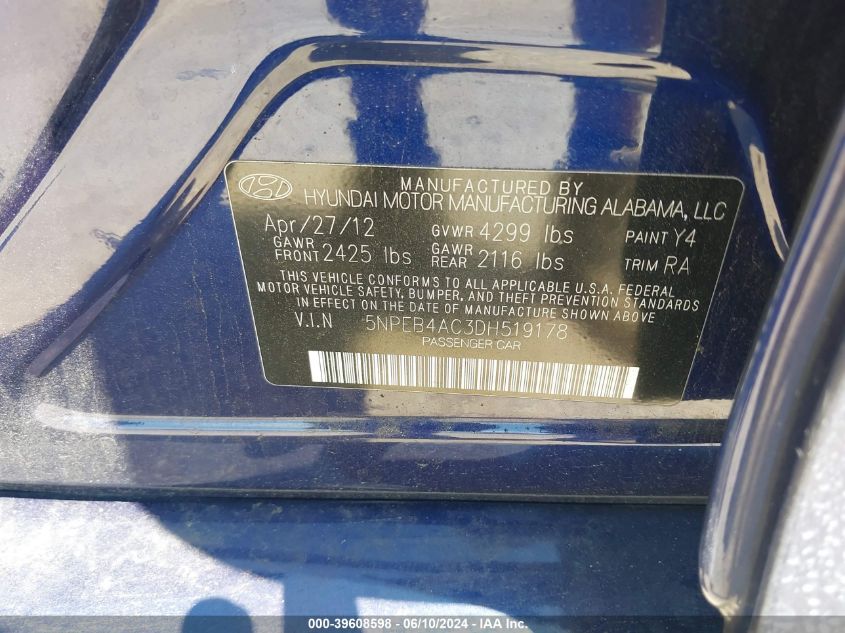 MANUFACTURED BY
HYUNDAI MOTOR MANUFACTURING ALABAMA, LLC
Apr/27/12 GVWR 4299 lbs PAINT Y4
GAWR FRONT 2425 lbs GAWR REAR 2116 lbs TRIM RA
THIS VEHICLE CONFORMS TO ALL APPLICABLE U.S.A. FEDERAL
MOTOR VEHICLE SAFETY, BUMPER, AND THEFT PREVENTION STANDARDS
IN EFFECT ON THE DATE OF MANUFACTURE SHOWN ABOVE.
V.I.N 5NPEB4AC3DH519178
PASSENGER CAR
000-39608598 - 06/10/2024 - IAA Inc.